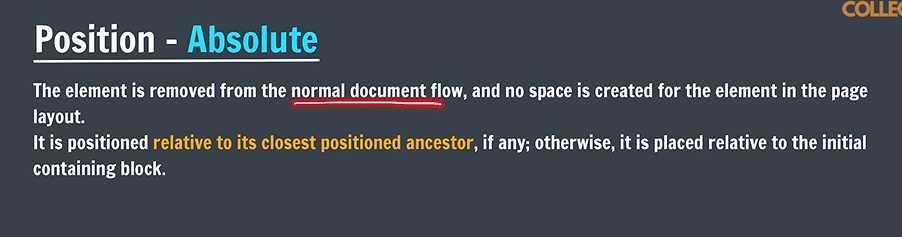 COLLEC
Position - Absolute
The element is removed from the normal document flow, and no space is created for the element in the page
layout.
It is positioned relative to its closest positioned ancestor, if any; otherwise, it is placed relative to the initial
containing block.